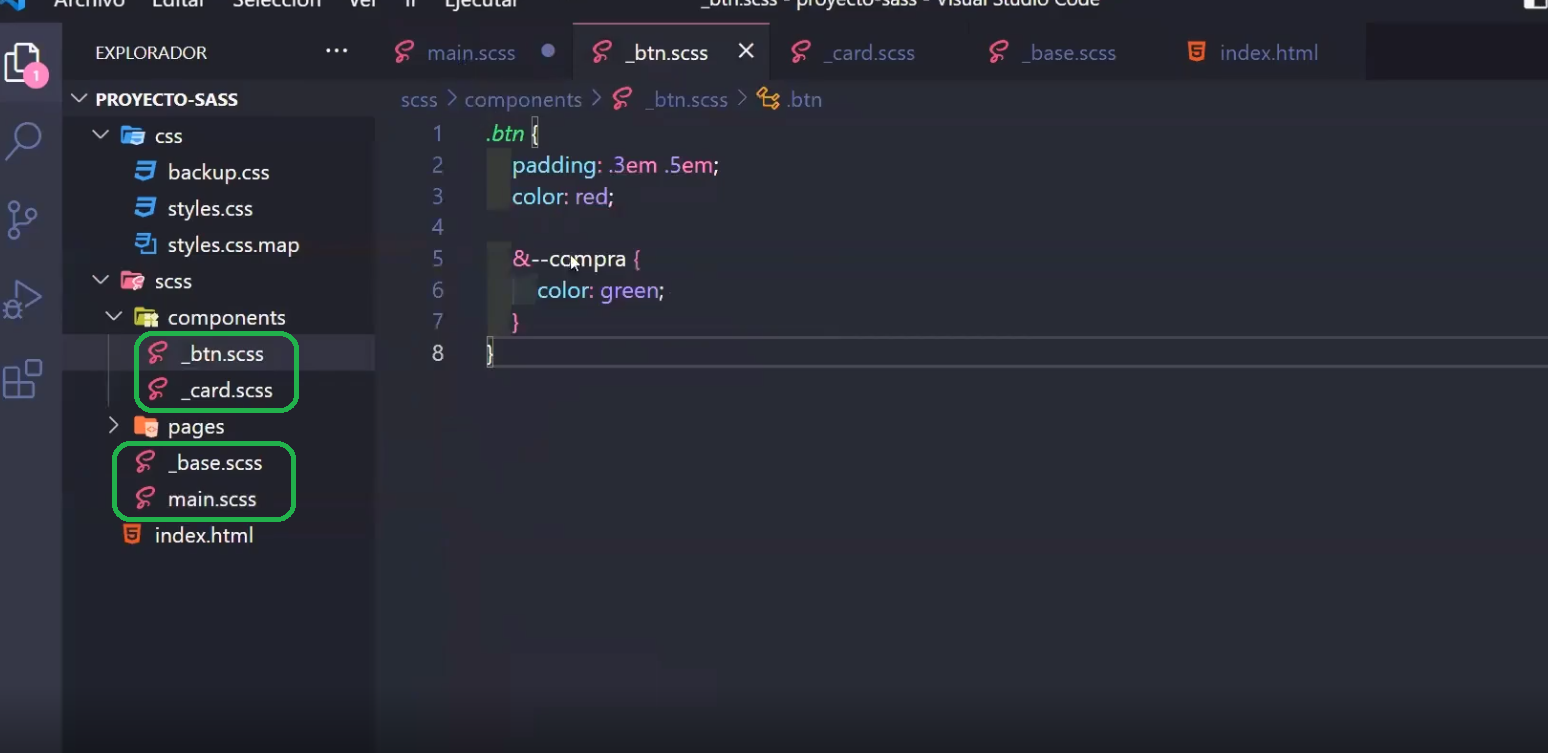 Archivo Editar Selección Ver Ir Ejecutar
_btn.scss - proyecto-sass - Visual Studio Code
1
EXPLORADOR ···
main.scss _btn.scss _card.scss _base.scss index.html
PROYECTO-SASS
css
backup.css
styles.css
styles.css.map
scss
components
_btn.scss
_card.scss
pages
_base.scss
main.scss
index.html
scss > components > _btn.scss > .btn
1 .btn {
2 padding: .3em .5em;
3 color: red;
4
5 &--compra {
6 color: green;
7 }
8 }